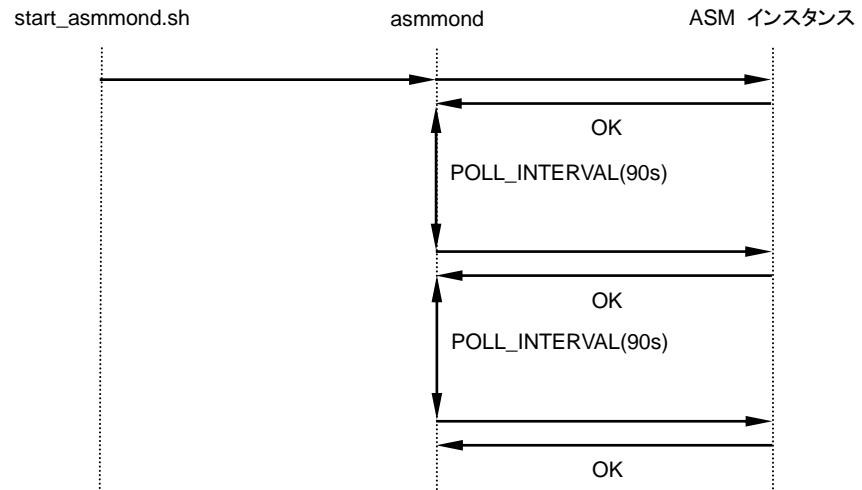 start_asmmond.sh
asmmond
ASM インスタンス
OK
POLL_INTERVAL(90s)
OK
POLL_INTERVAL(90s)
OK